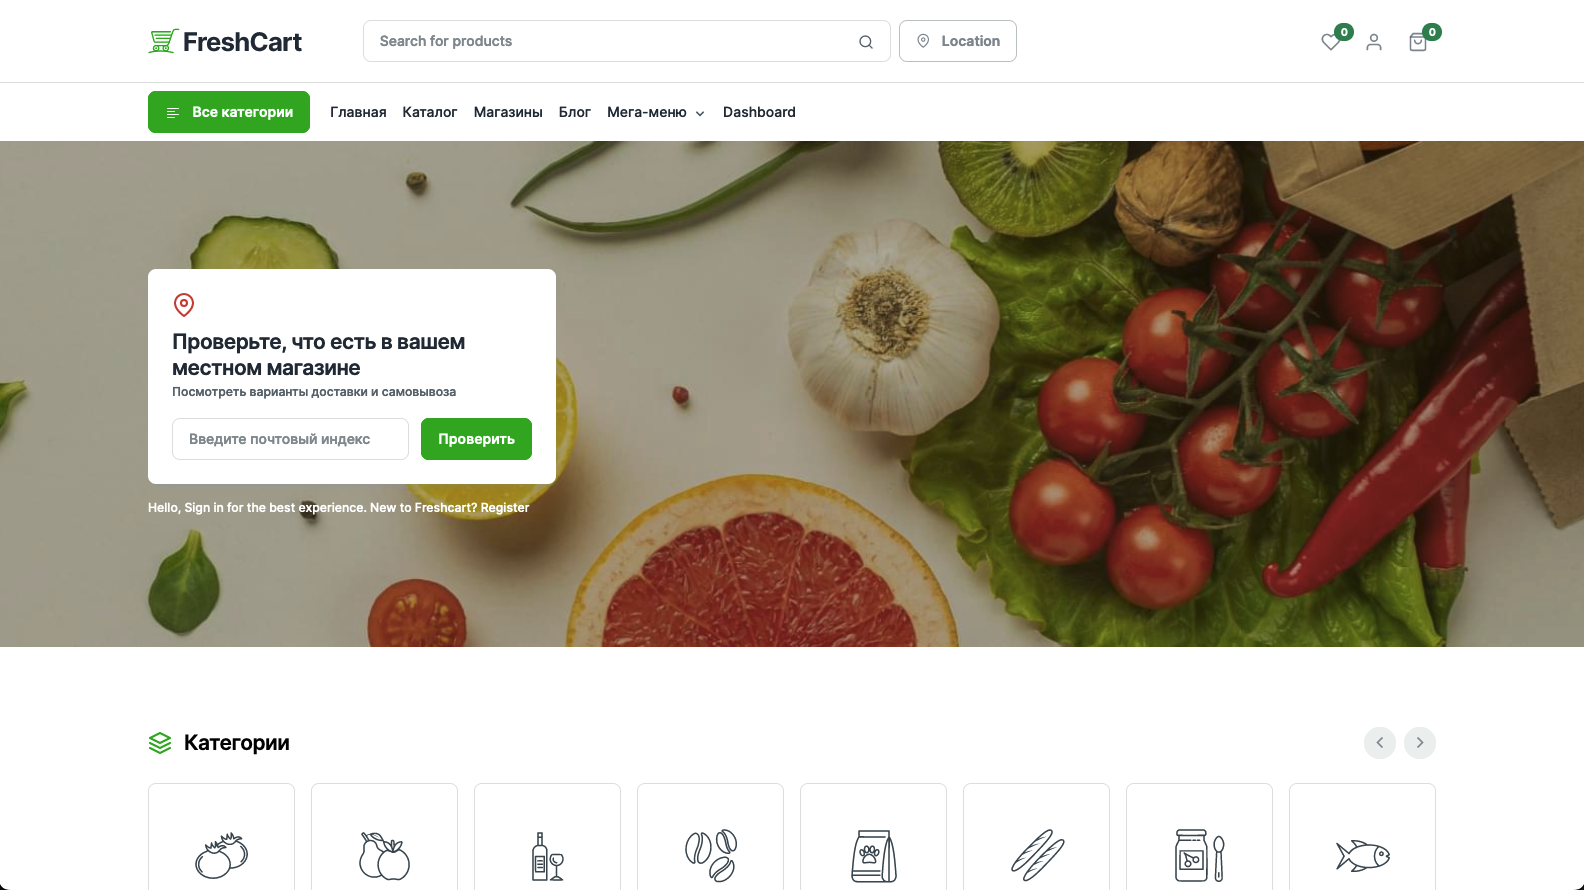 FreshCart
Search for products
Location
0
0
Все категории
Главная
Каталог
Магазины
Блог
Мега-меню
Dashboard
Проверьте, что есть в вашем
местном магазине
Посмотреть варианты доставки и самовывоза
Введите почтовый индекс
Проверить
Hello, Sign in for the best experience. New to Freshcart? Register
Категории